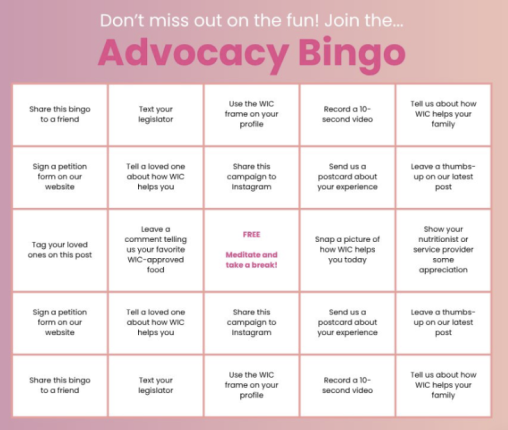 Don't miss out on the fun! Join the...
Advocacy Bingo
Share this bingo
to a friend
Text your
legislator
Use the WIC
frame on your
profile
Record a 10-
second video
Tell us about how
WIC helps your
family
Sign a petition
form on our
website
Tell a loved one
about how WIC
helps you
Share this
campaign to
Instagram
Send us a
postcard about
your experience
Leave a thumbs-
up on our latest
post
Tag your loved
ones on this post
Leave a
comment telling
us your favorite
WIC-approved
food
FREE
Meditate and
take a break!
Snap a picture of
how WIC helps
you today
Show your
nutritionist or
service provider
some
appreciation
Sign a petition
form on our
website
Tell a loved one
about how WIC
helps you
Share this
campaign to
Instagram
Send us a
postcard about
your experience
Leave a thumbs-
up on our latest
post
Share this bingo
to a friend
Text your
legislator
Use the WIC
frame on your
profile
Record a 10-
second video
Tell us about how
WIC helps your
family